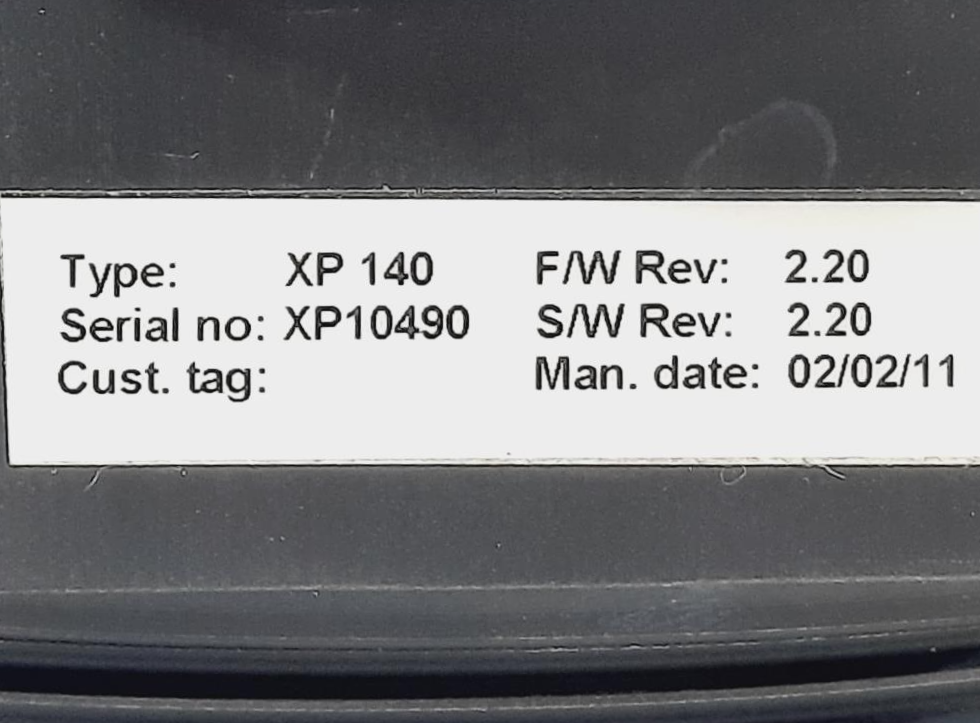 Type: XP 140 F/W Rev: 2.20
Serial no: XP10490 S/W Rev: 2.20
Cust. tag: Man. date: 02/02/11